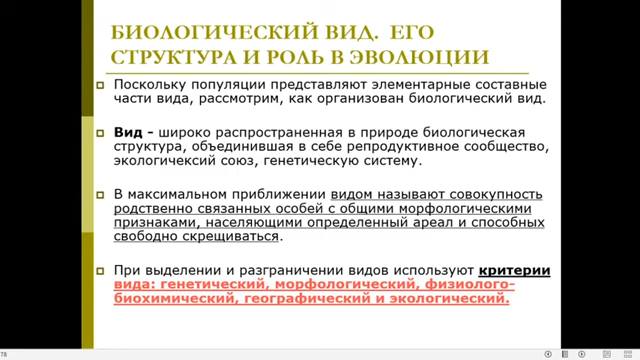 БИОЛОГИЧЕСКИЙ ВИД. ЕГО
СТРУКТУРА И РОЛЬ В ЭВОЛЮЦИИ
Поскольку популяции представляют элементарные составные
части вида, рассмотрим, как организован биологический вид.
Вид – широко распространенная в природе биологическая
структура, объединившая в себе репродуктивное сообщество,
экологичексий союз, генетическую систему.
В максимальном приближении видом называют совокупность
родственно связанных особей с общими морфологическими
признаками, населяющими определенный ареал и способных
свободно скрещиваться.
При выделении и разграничении видов используют критерии
вида: генетический, морфологический, физиолого-
биохимический, географический и экологический.
78